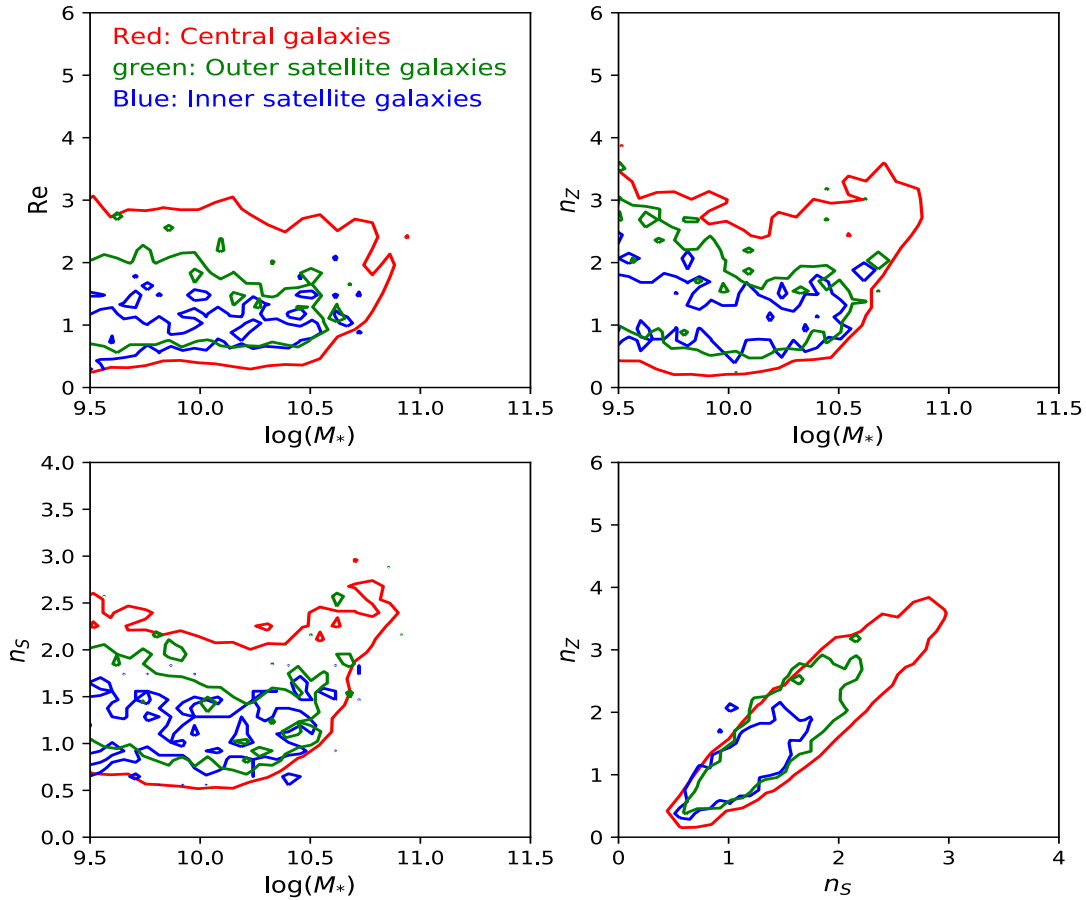 6
5
4
3
2
1
0
Re
Red: Central galaxies
green: Outer satellite galaxies
Blue: Inner satellite galaxies
9.5 10.0 10.5 11.0 11.5
log(M*)
6
5
4
3
2
1
0
nZ
9.5 10.0 10.5 11.0 11.5
log(M*)
4.0
3.5
3.0
2.5
2.0
1.5
1.0
0.5
0.0
nS
9.5 10.0 10.5 11.0 11.5
log(M*)
6
5
4
3
2
1
0
nZ
0 1 2 3 4
nS